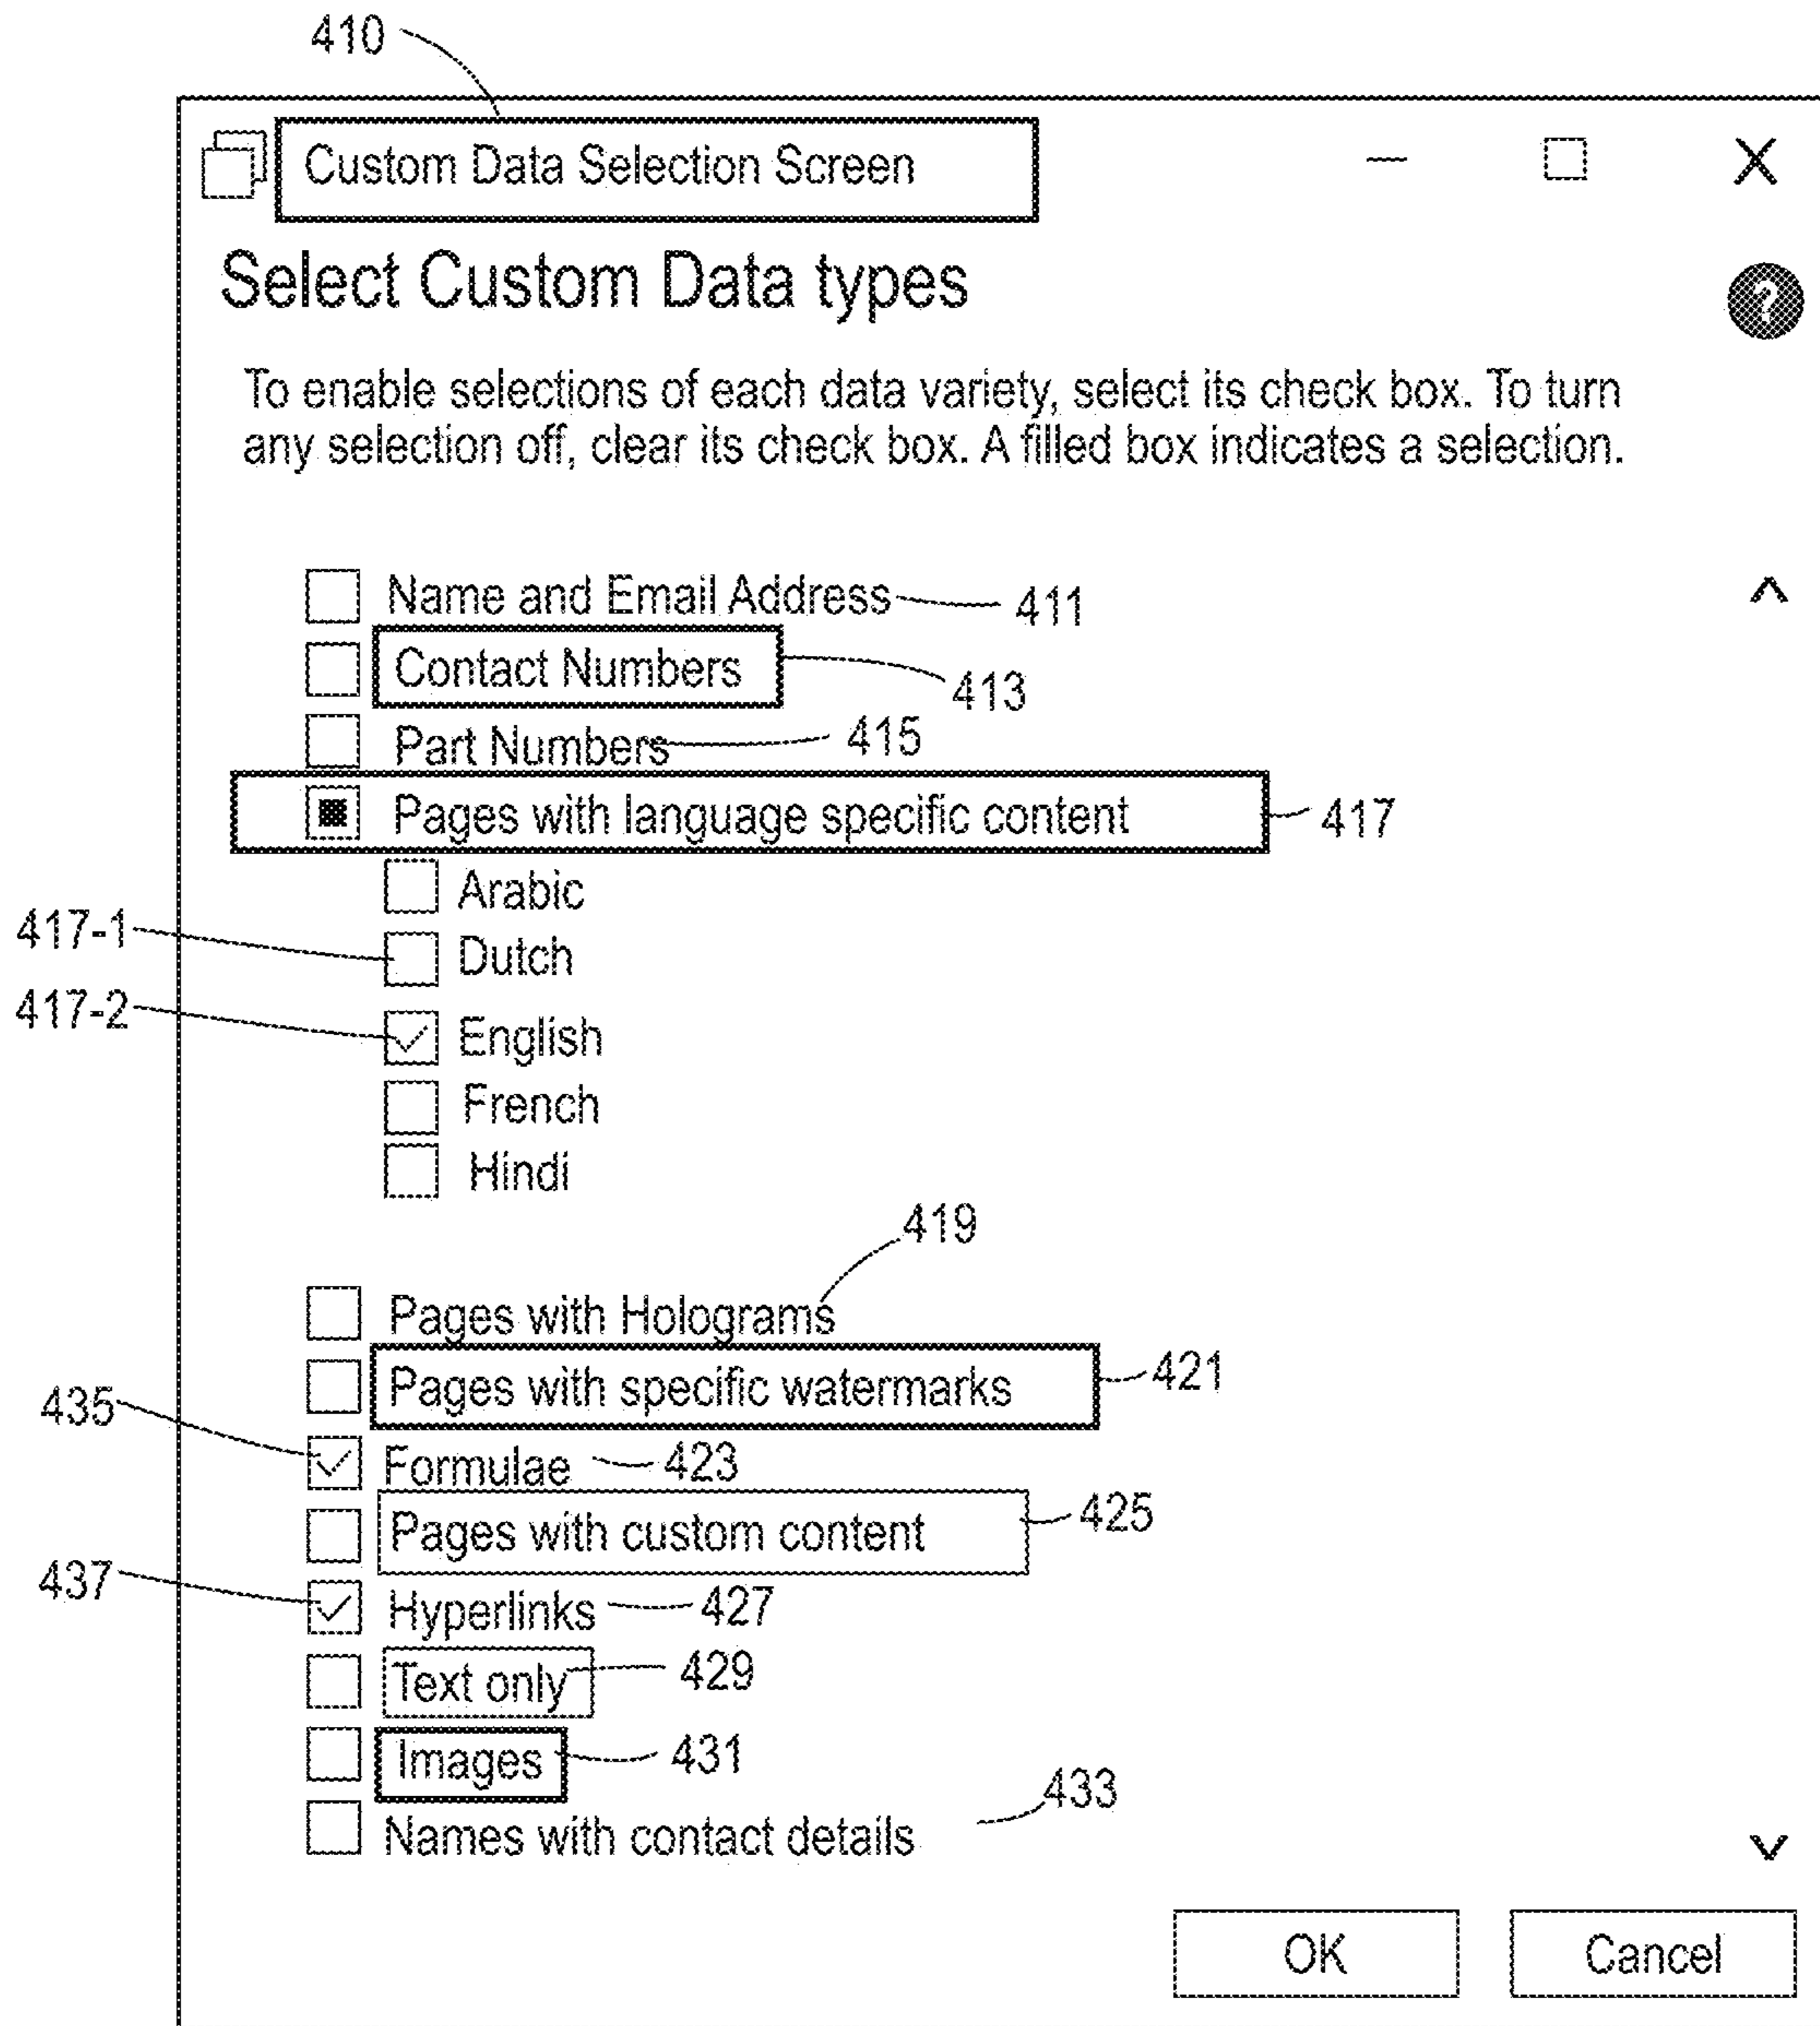 410
Custom Data Selection Screen
Select Custom Data types
?
To enable selections of each data variety, select its check box. To turn
any selection off, clear its check box. A filled box indicates a selection.
Name and Email Address 411
Contact Numbers 413
Part Numbers 415
Pages with language specific content 417
Arabic
417-1 Dutch
417-2 English
French
Hindi
419
Pages with Holograms
Pages with specific watermarks 421
435 Formulae 423
Pages with custom content 425
437 Hyperlinks 427
Text only 429
Images 431
Names with contact details 433
OK Cancel